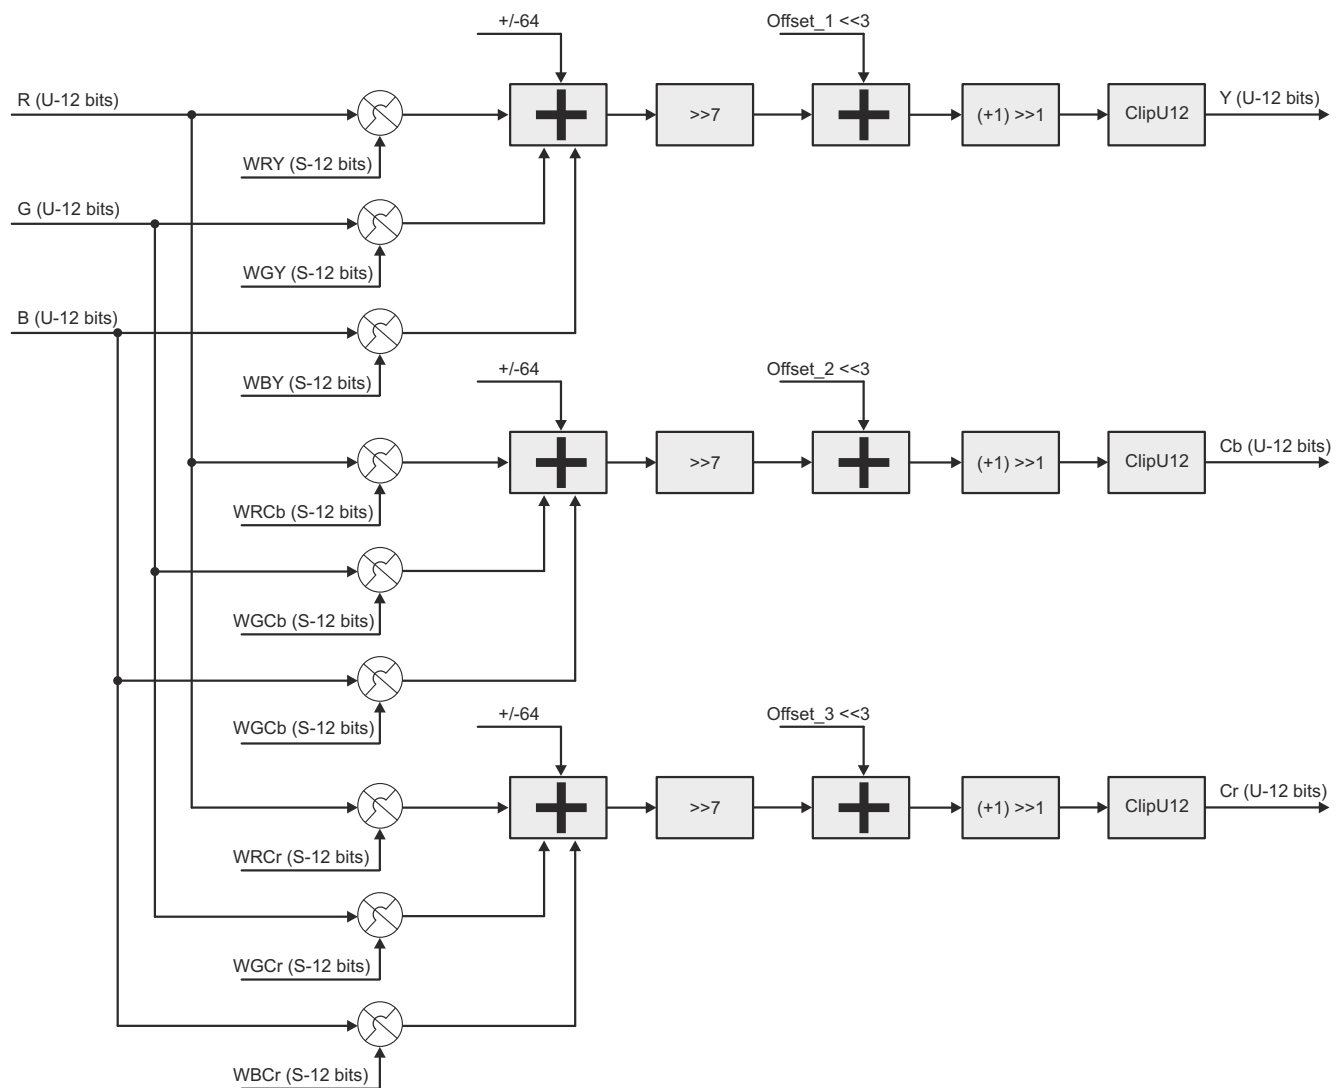 +/-64
Offset_1 <<3
R (U-12 bits)
>>7
(+1) >>1
ClipU12
Y (U-12 bits)
WRY (S-12 bits)
G (U-12 bits)
WGY (S-12 bits)
B (U-12 bits)
WBY (S-12 bits)
+/-64
Offset_2 <<3
>>7
(+1) >>1
ClipU12
Cb (U-12 bits)
WRCb (S-12 bits)
WGCb (S-12 bits)
WGCb (S-12 bits)
+/-64
Offset_3 <<3
>>7
(+1) >>1
ClipU12
Cr (U-12 bits)
WRCr (S-12 bits)
WGCr (S-12 bits)
WBCr (S-12 bits)